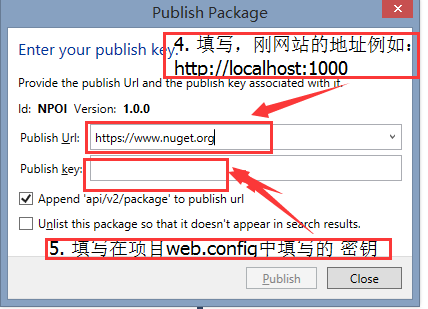 Publish Package
Enter your publish key.
4. 填写，刚网站的地址例如：
http://localhost:1000
Provide the publish Url and the publish key associated with it.
Id: NPOI Version: 1.0.0
Publish Url: https://www.nuget.org
Publish key:
Append 'api/v2/package' to publish url
Unlist this package so that it doesn't appear in search results.
5. 填写在项目web.config中填写的 密钥
Publish Close